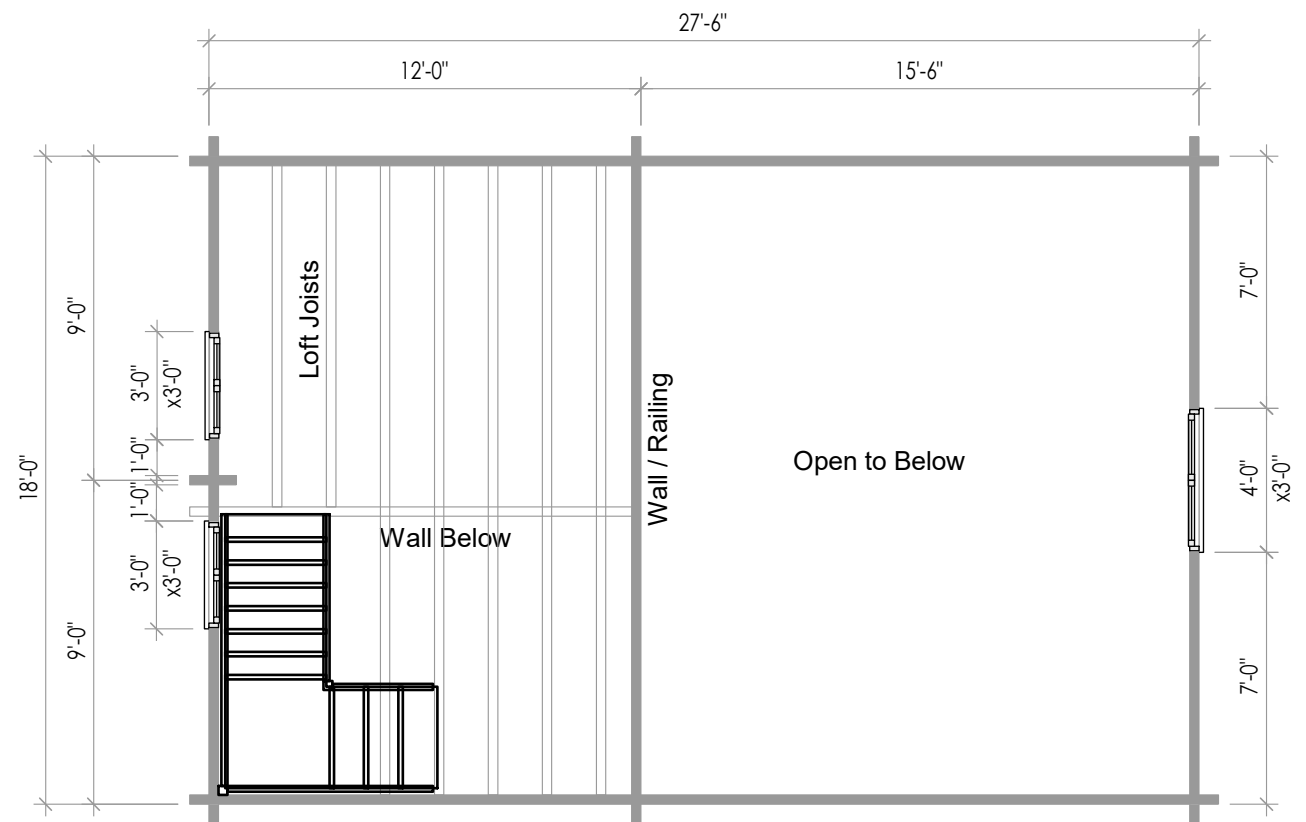 27'-6"
12'-0"
15'-6"
18'-0"
9'-0"
9'-0"
3'-0"
x3'-0"
1'-0"
1'-0"
3'-0"
x3'-0"
Loft Joists
Wall Below
Wall / Railing
Open to Below
7'-0"
4'-0"
x3'-0"
7'-0"